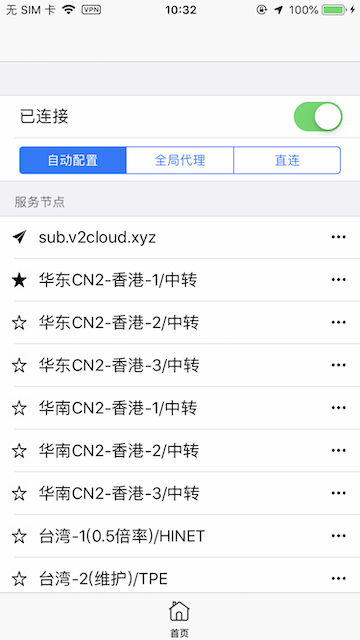 无 SIM 卡 VPN 10:32 100%
已连接
自动配置 全局代理 直连
服务节点
sub.v2cloud.xyz
华东CN2-香港-1/中转
华东CN2-香港-2/中转
华东CN2-香港-3/中转
华南CN2-香港-1/中转
华南CN2-香港-2/中转
华南CN2-香港-3/中转
台湾-1(0.5倍率)/HINET
台湾-2(维护)/TPE
首页